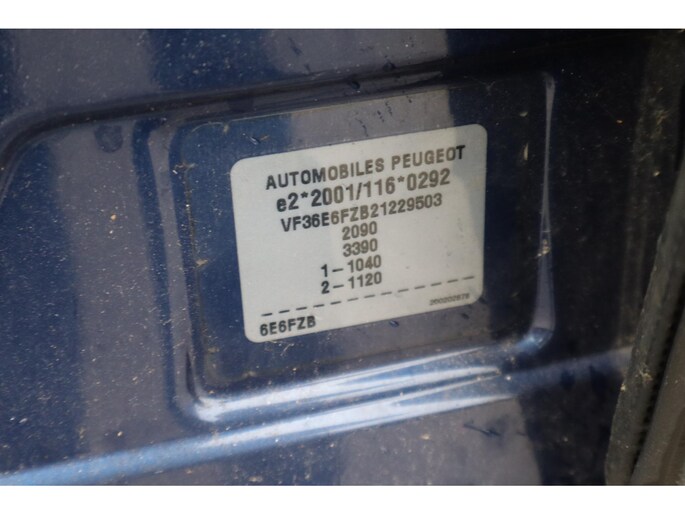 AUTOMOBILES PEUGEOT
e2*2001/116*0292
VF36E6FZB21229503
2090
3390
1-1040
2-1120
6E6FZB